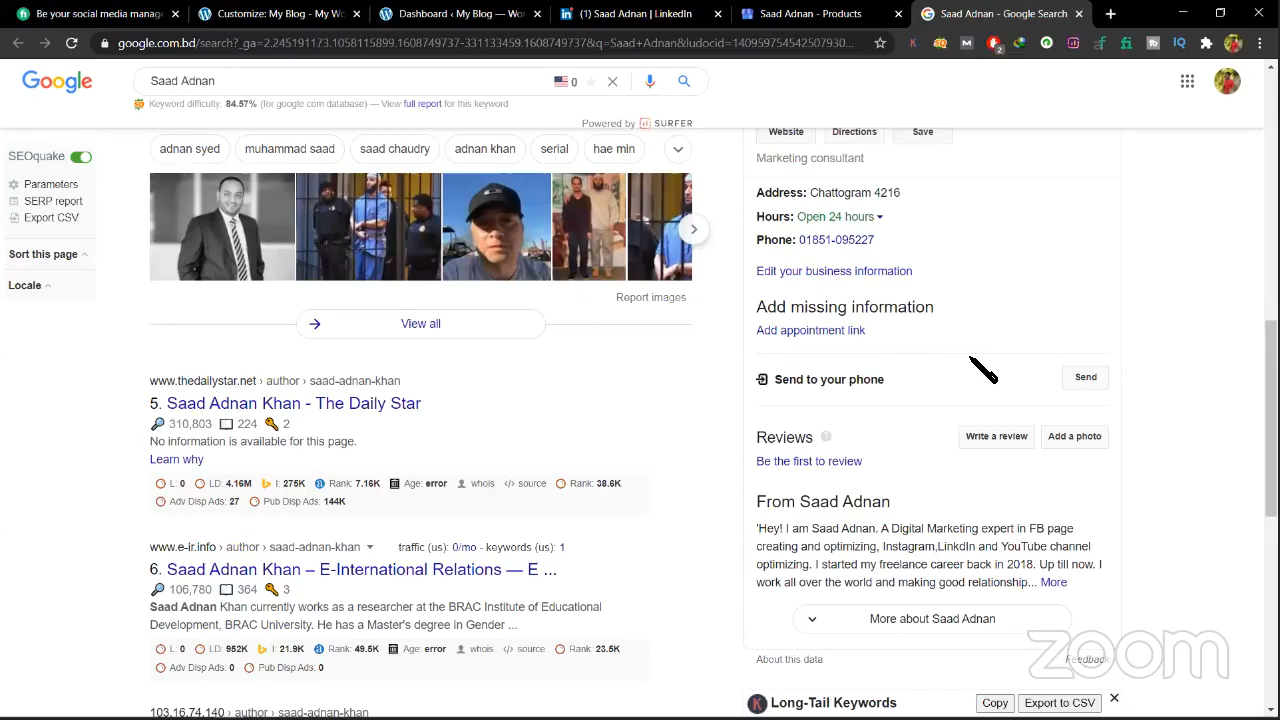 Be your social media manage
Customize: My Blog - My W
Dashboard ‹ My Blog — Wor
(1) Saad Adnan | LinkedIn
Saad Adnan - Products
Saad Adnan - Google Search
google.com.bd/search?_ga=2.245191173.1058115899.1608749737-331133459.1608749737&q=Saad+Adnan&ludocid=140959754542507930...
Google
Saad Adnan
0
Keyword difficulty: 84.57% (for google.com database) — View full report for this keyword
Powered by SURFER
SEOquake
Parameters
SERP report
Export CSV
Sort this page
Locale
adnan syed
muhammad saad
saad chaudry
adnan khan
serial
hae min
Report images
View all
www.thedailystar.net › author › saad-adnan-khan
5. Saad Adnan Khan - The Daily Star
310,803 224 2
No information is available for this page.
Learn why
L: 0 LD: 4.16M I: 275K Rank: 7.16K Age: error whois source Rank: 38.6K
Adv Disp Ads: 27 Pub Disp Ads: 144K
www.e-ir.info › author › saad-adnan-khan traffic (us): 0/mo - keywords (us): 1
6. Saad Adnan Khan – E-International Relations — E ...
106,780 364 3
Saad Adnan Khan currently works as a researcher at the BRAC Institute of Educational
Development, BRAC University. He has a Master's degree in Gender ...
L: 0 LD: 952K I: 21.9K Rank: 49.5K Age: error whois source Rank: 23.5K
Adv Disp Ads: 0 Pub Disp Ads: 0
103.16.74.140 › author › saad-adnan-khan
Website
Directions
Save
Marketing consultant
Address: Chattogram 4216
Hours: Open 24 hours
Phone: 01851-095227
Edit your business information
Add missing information
Add appointment link
Send to your phone
Send
Reviews
Write a review
Add a photo
Be the first to review
From Saad Adnan
"Hey! I am Saad Adnan. A Digital Marketing expert in FB page
creating and optimizing, Instagram,LinkdIn and YouTube channel
optimizing. I started my freelance career back in 2018. Up till now. I
work all over the world and making good relationship... More
More about Saad Adnan
About this data
Feedback
zoom
Long-Tail Keywords
Copy
Export to CSV